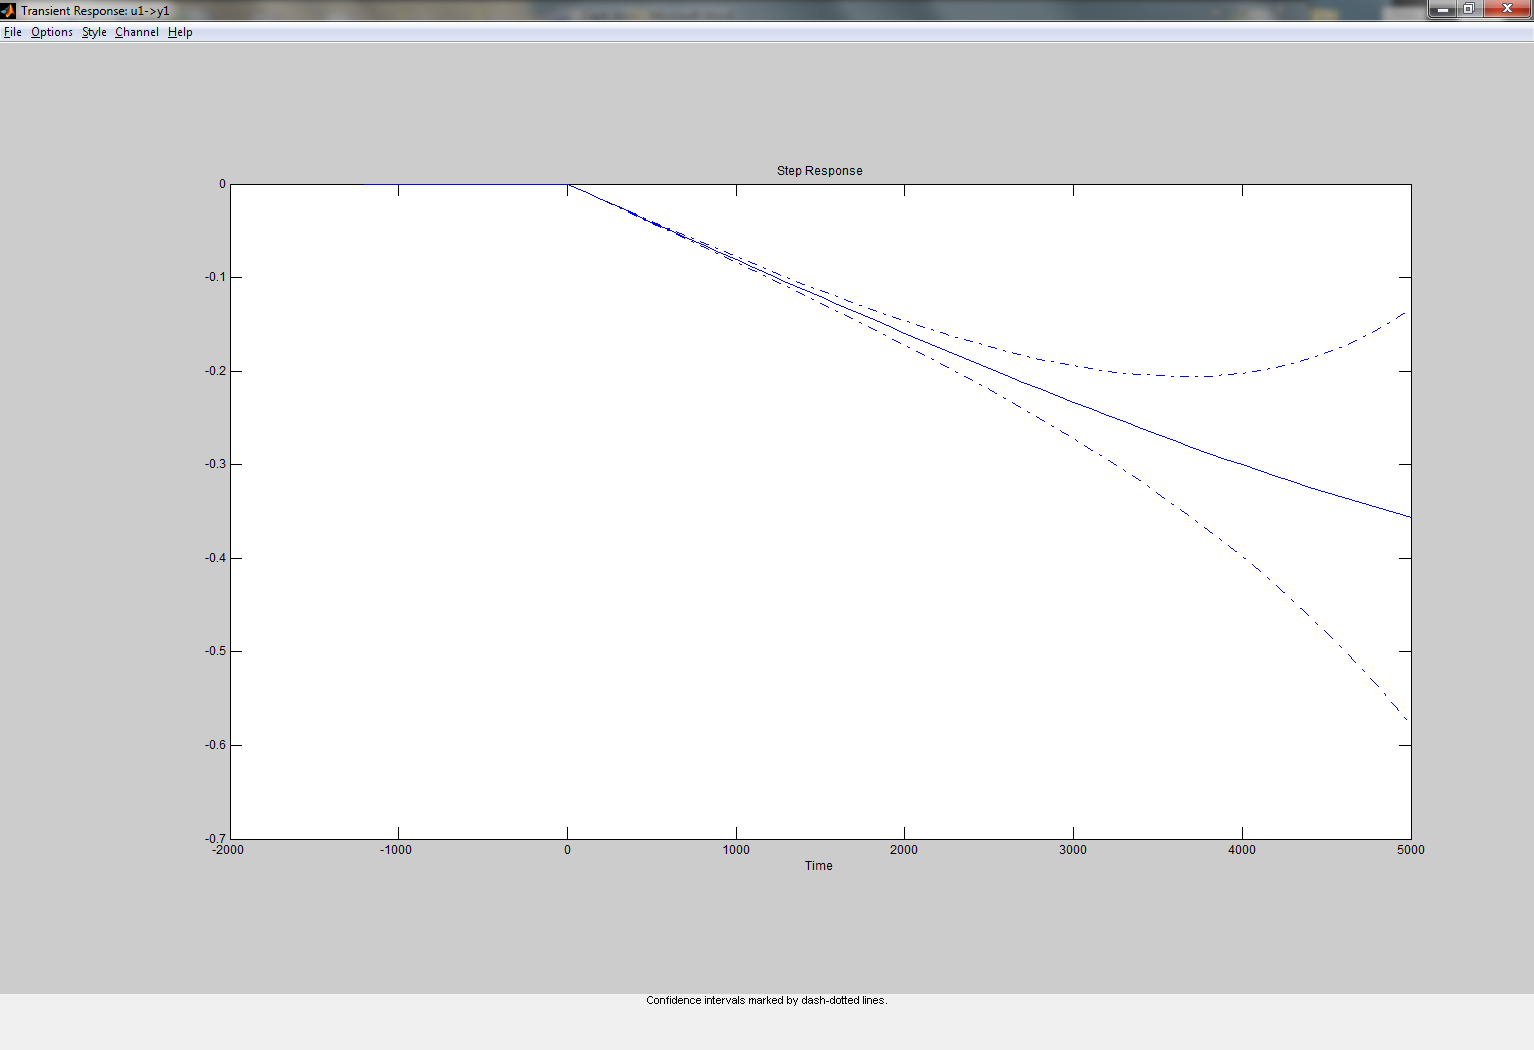 Transient Response: u1->y1
File Options Style Channel Help
Step Response
0
-0.1
-0.2
-0.3
-0.4
-0.5
-0.6
-0.7
-2000 -1000 0 1000 2000 3000 4000 5000
Time
Confidence intervals marked by dash-dotted lines.